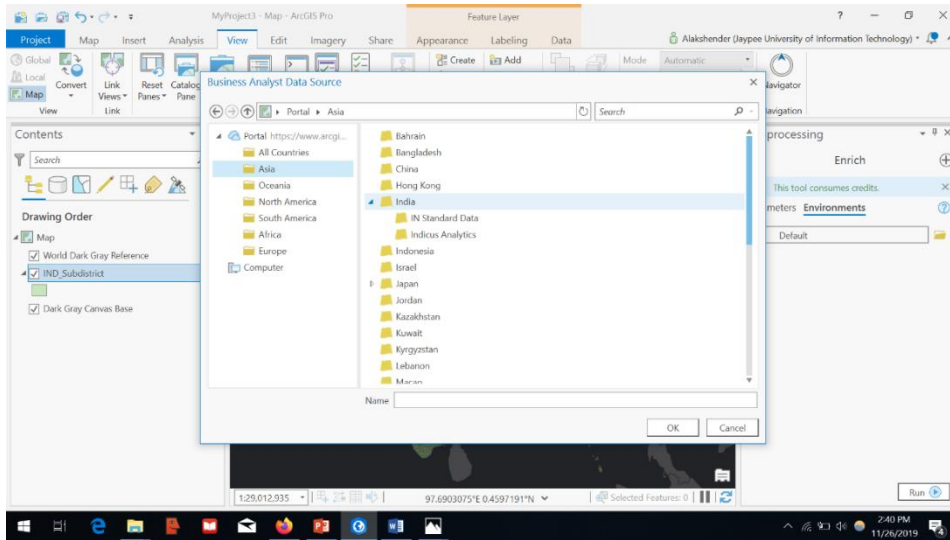 MyProject3 - Map - ArcGIS Pro
Feature Layer
? — X
Project Map Insert Analysis View Edit Imagery Share Appearance Labeling Data
Alakshender (Jaypee University of Information Technology)
Global
Local
Map
Convert
Link
Views
Reset
Panes
Catalog
Pane
Create
Add
Mode Automatic
Navigator
View
Link
Navigation
Business Analyst Data Source
Portal Asia
Search
Portal https://www.arcgi...
All Countries
Asia
Oceania
North America
South America
Africa
Europe
Computer
Bahrain
Bangladesh
China
Hong Kong
India
IN Standard Data
Indicus Analytics
Indonesia
Israel
Japan
Jordan
Kazakhstan
Kuwait
Kyrgyzstan
Lebanon
Macan
Name
OK
Cancel
Contents
Search
Drawing Order
Map
World Dark Gray Reference
IND_Subdistrict
Dark Gray Canvas Base
processing
Enrich
This tool consumes credits.
meters Environments
Default
1:29,012,935
97.6903075°E 0.4597191°N
Selected Features: 0
Run
2:40 PM
11/26/2019